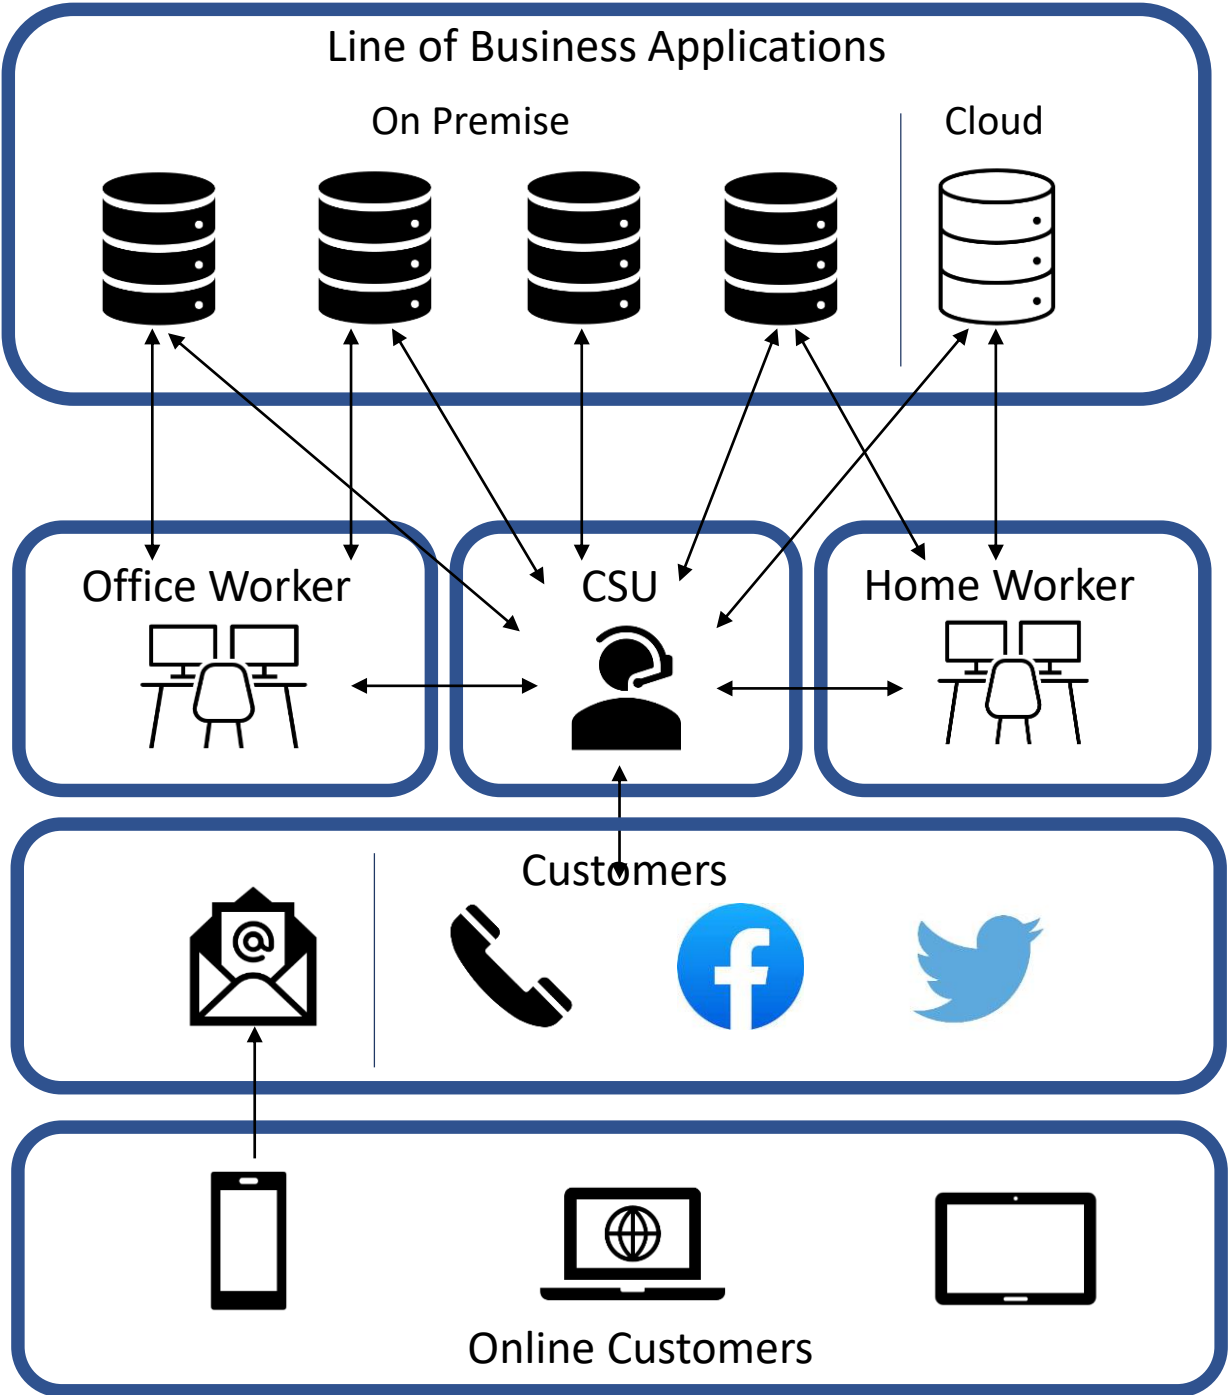 Line of Business Applications
On Premise
Cloud
Office Worker
CSU
Home Worker
Customers
@
Online Customers